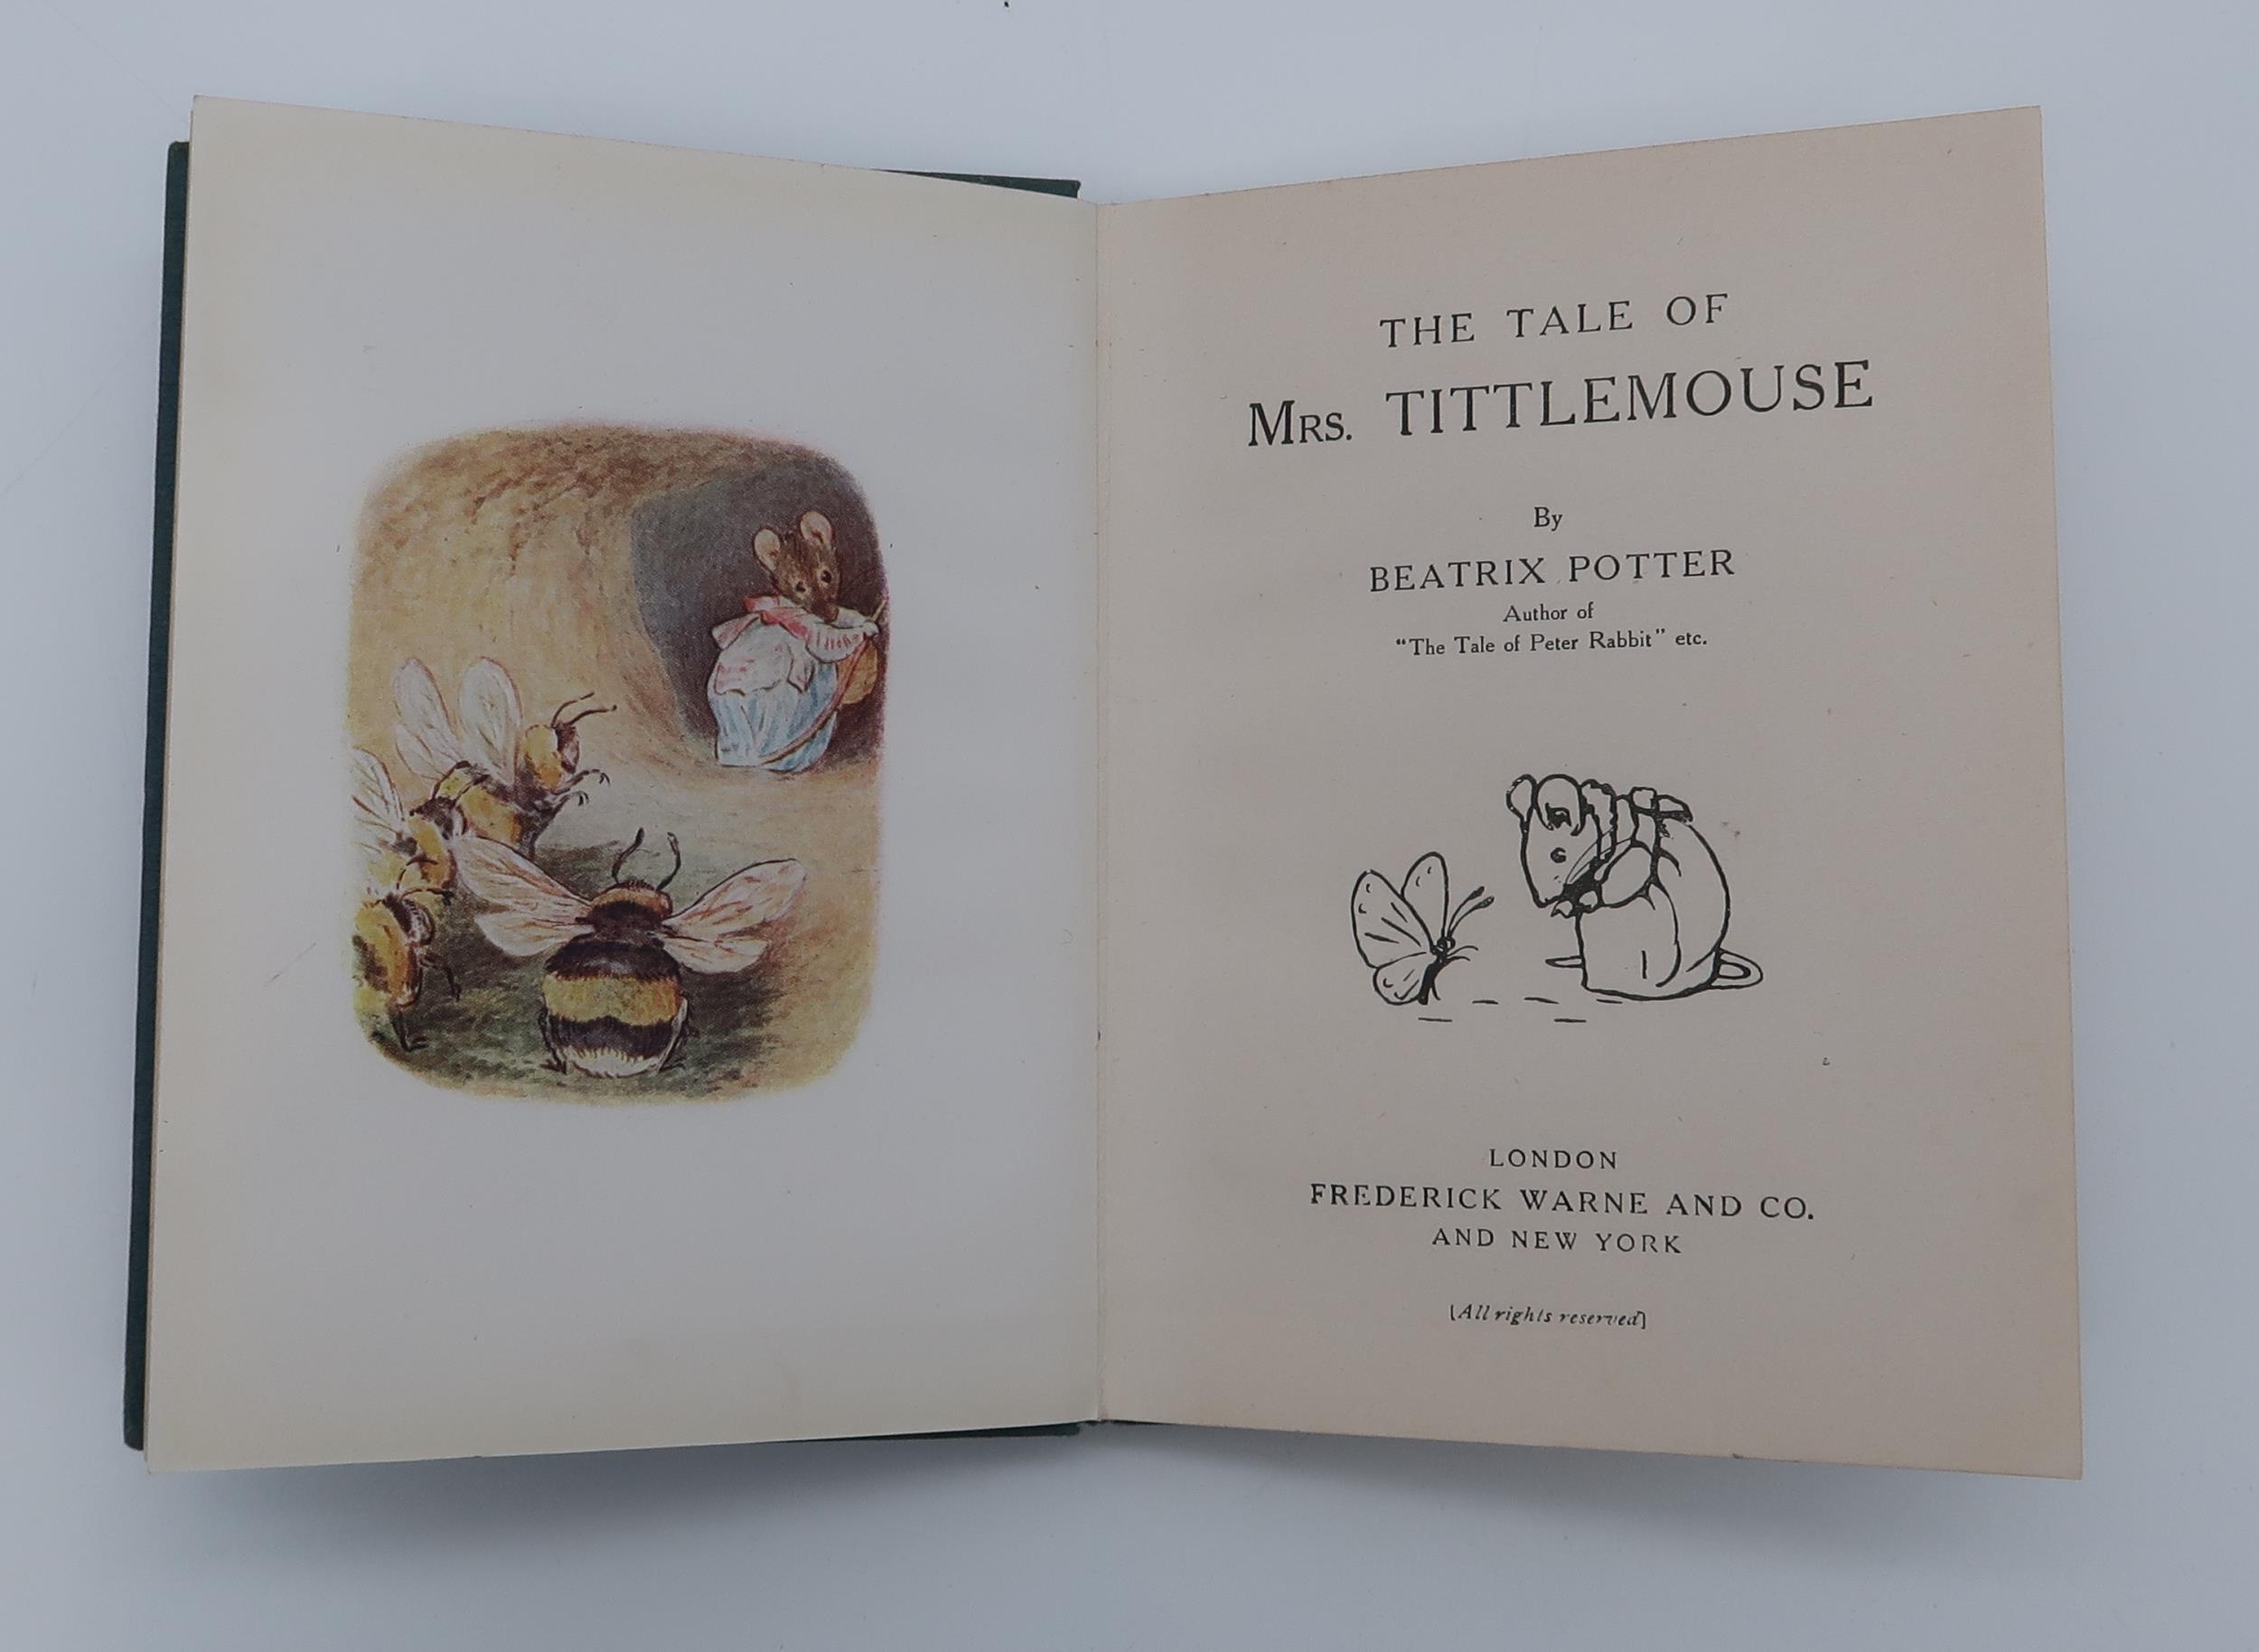 THE TALE OF
MRS. TITTLEMOUSE
By
BEATRIX POTTER
Author of
“The Tale of Peter Rabbit” etc.
LONDON
FREDERICK WARNE AND CO.
AND NEW YORK
[All rights reserved]